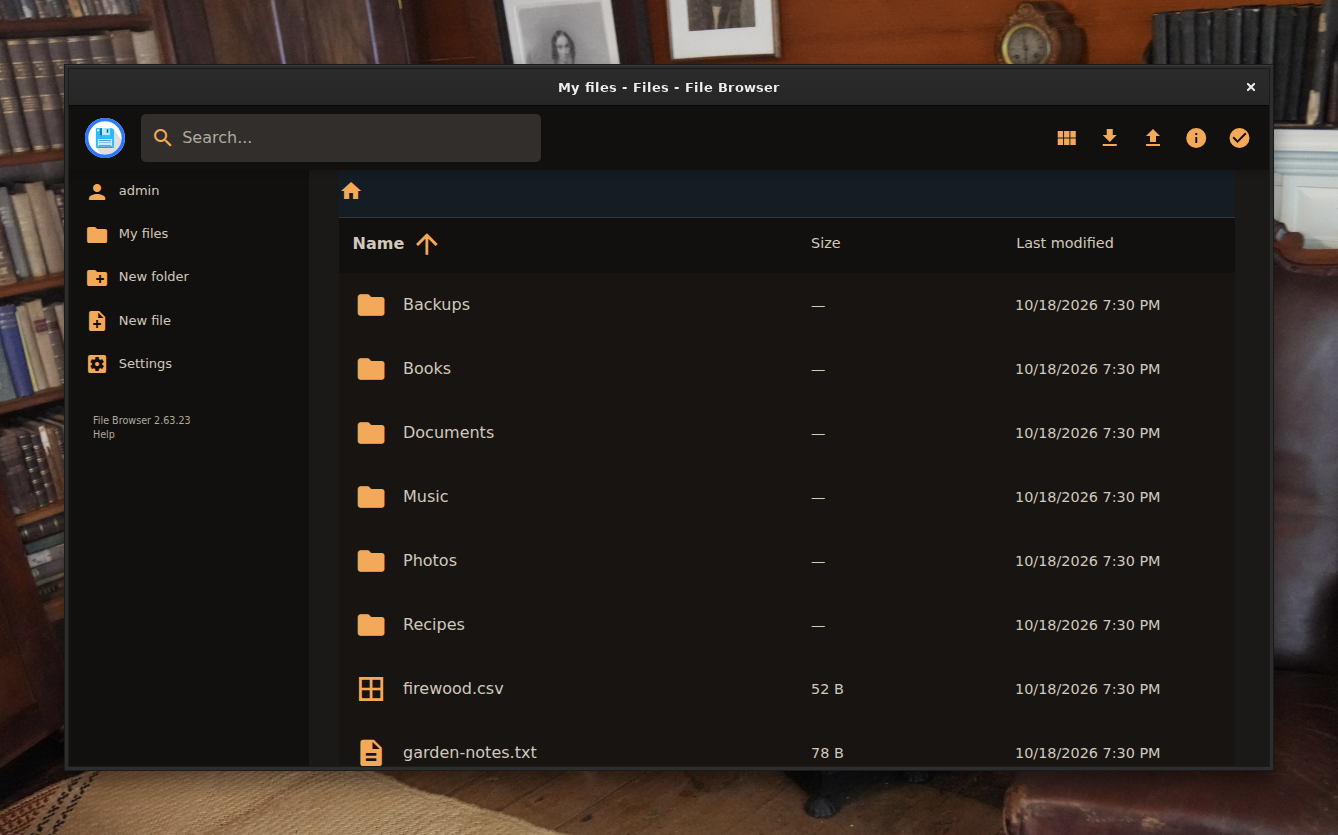 My files - Files - File Browser
Search...
admin
My files
New folder
New file
Settings
File Browser 2.63.23
Help
Name Size Last modified
Backups — 10/18/2026 7:30 PM
Books — 10/18/2026 7:30 PM
Documents — 10/18/2026 7:30 PM
Music — 10/18/2026 7:30 PM
Photos — 10/18/2026 7:30 PM
Recipes — 10/18/2026 7:30 PM
firewood.csv 52 B 10/18/2026 7:30 PM
garden-notes.txt 78 B 10/18/2026 7:30 PM